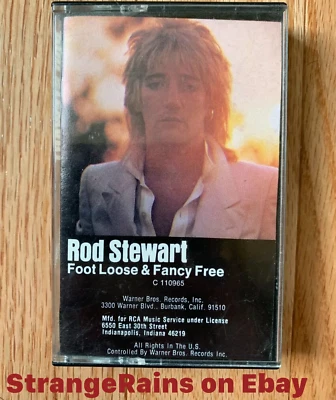 Rod Stewart
Foot Loose & Fancy Free
C 110965
Warner Bros. Records, Inc.
3300 Warner Blvd., Burbank, Calif. 91510
Mfd. for RCA Music Service under License
6550 East 30th Street
Indianapolis, Indiana 46219
All Rights In The U.S.
Controlled By Warner Bros. Records Inc.
StrangeRains on Ebay